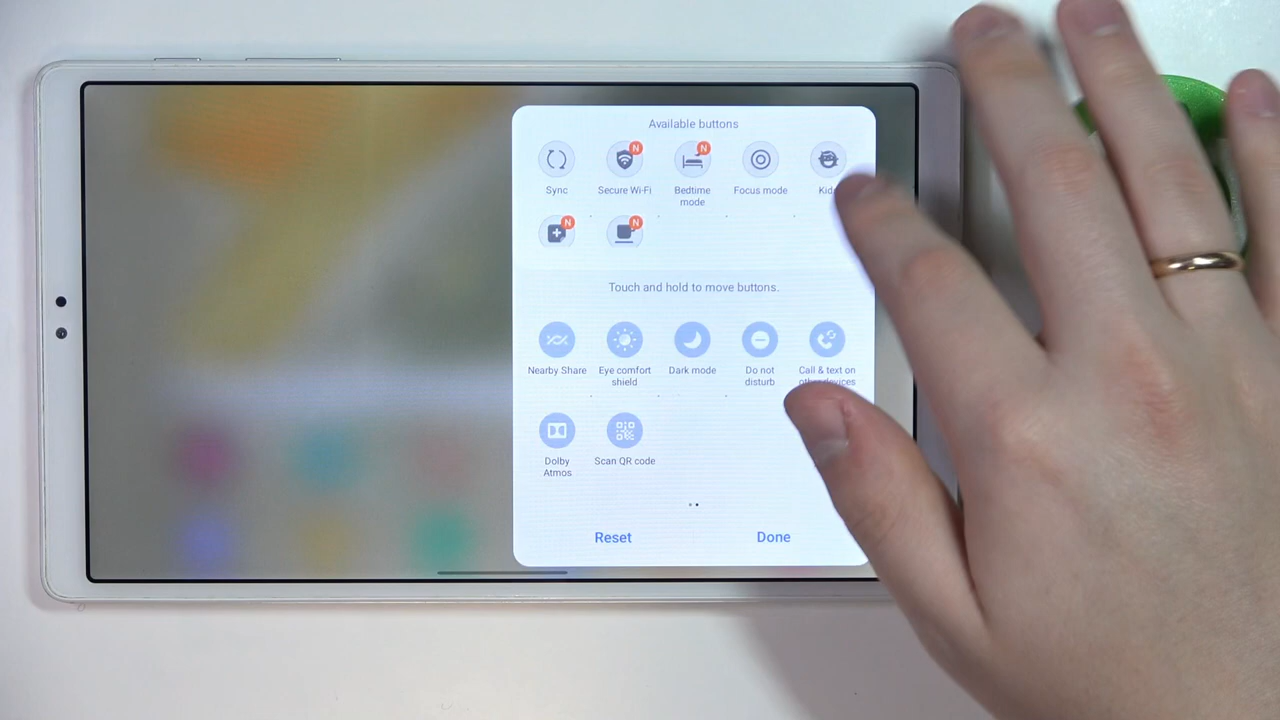 Available buttons
Sync
N
Secure Wi-Fi
N
Bedtime
mode
Focus mode
N
N
Touch and hold to move buttons.
Nearby Share
Eye comfort
shield
Dark mode
Do not
disturb
Call & text on
other devices
Dolby
Atmos
Scan QR code
Reset
Done